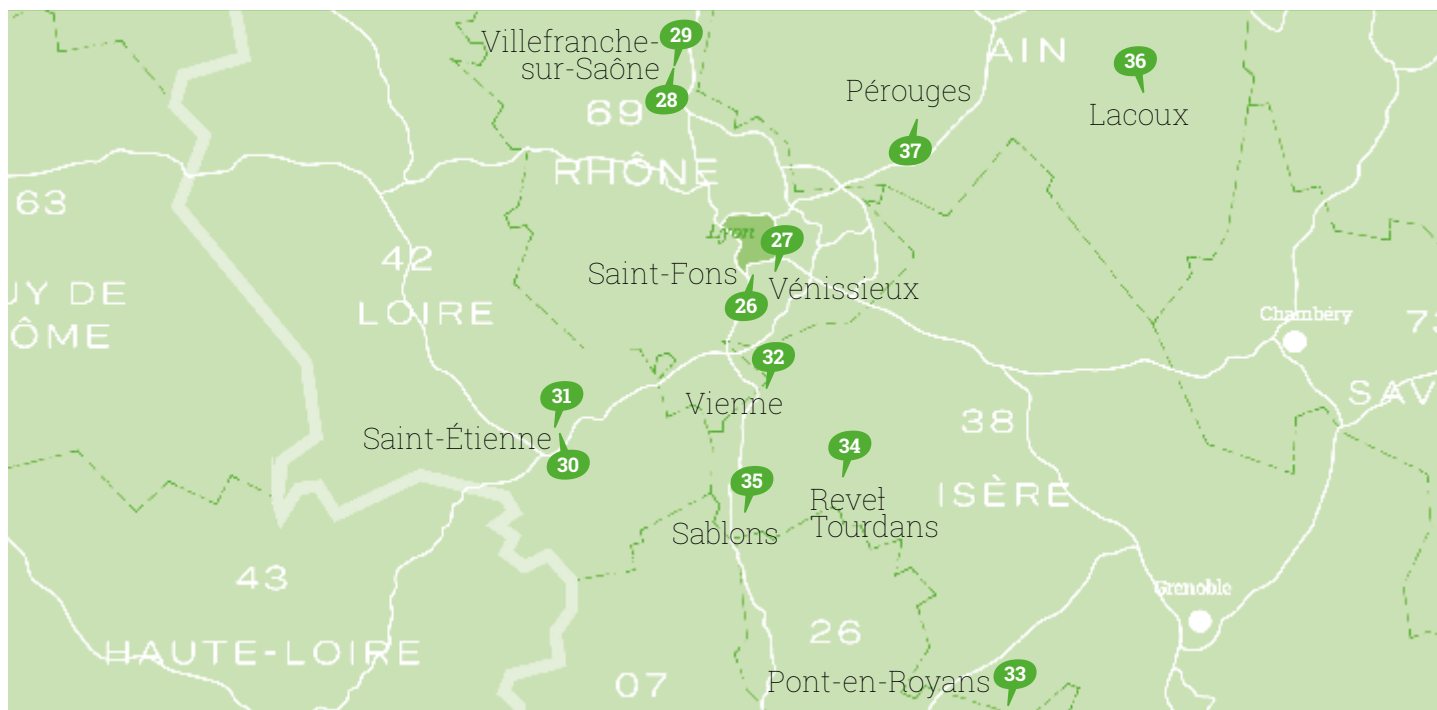 29
Villefranche-
sur-Saône
28
AIN
36
Lacoux
Pérouges
37
69
RHÔNE
63
Lyon
27
42
LOIRE
Saint-Fons
26
Vénissieux
UY DE
ÔME
Chambéry
73
32
Vienne
SAV
31
Saint-Étienne
30
38
ISÈRE
34
Revel
Tourdans
35
Sablons
43
HAUTE-LOIRE
Grenoble
26
07
Pont-en-Royans
33